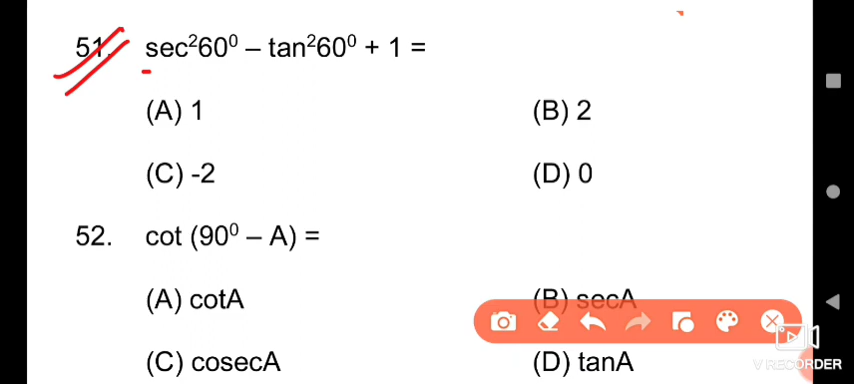 51. sec²60⁰ – tan²60⁰ + 1 =
(A) 1 (B) 2
(C) -2 (D) 0
52. cot (90⁰ – A) =
(A) cotA (B) secA
(C) cosecA (D) tanA
V RECORDER